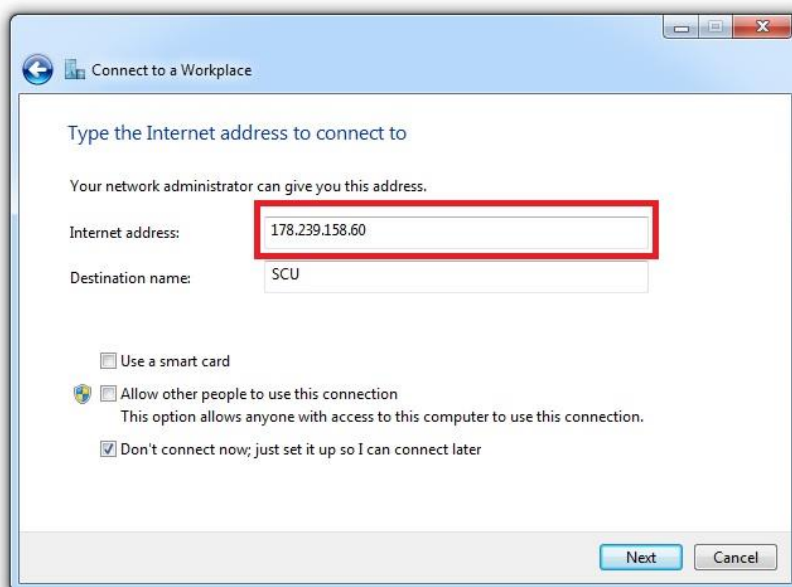 Connect to a Workplace
Type the Internet address to connect to
Your network administrator can give you this address.
Internet address: 178.239.158.60
Destination name: SCU
Use a smart card
Allow other people to use this connection
This option allows anyone with access to this computer to use this connection.
Don't connect now; just set it up so I can connect later
Next Cancel